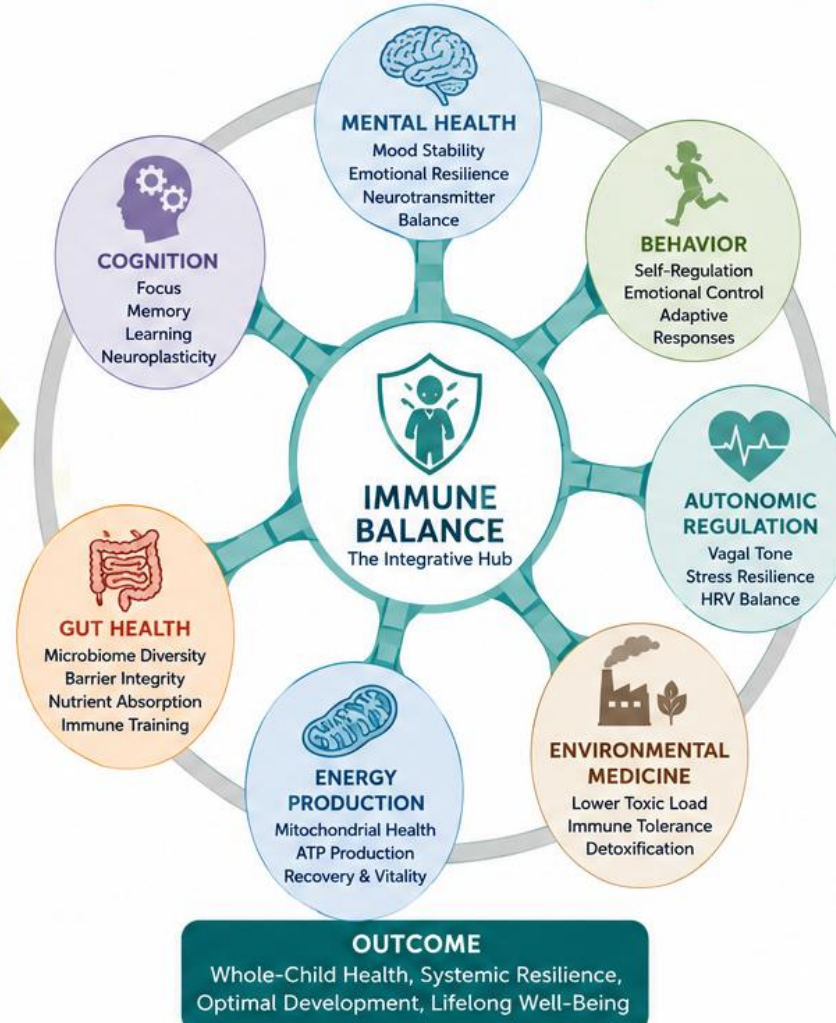 MENTAL HEALTH
Mood Stability
Emotional Resilience
Neurotransmitter
Balance
BEHAVIOR
Self-Regulation
Emotional Control
Adaptive
Responses
COGNITION
Focus
Memory
Learning
Neuroplasticity
IMMUNE
BALANCE
The Integrative Hub
AUTONOMIC
REGULATION
Vagal Tone
Stress Resilience
HRV Balance
GUT HEALTH
Microbiome Diversity
Barrier Integrity
Nutrient Absorption
Immune Training
ENERGY
PRODUCTION
Mitochondrial Health
ATP Production
Recovery & Vitality
ENVIRONMENTAL
MEDICINE
Lower Toxic Load
Immune Tolerance
Detoxification
OUTCOME
Whole-Child Health, Systemic Resilience,
Optimal Development, Lifelong Well-Being